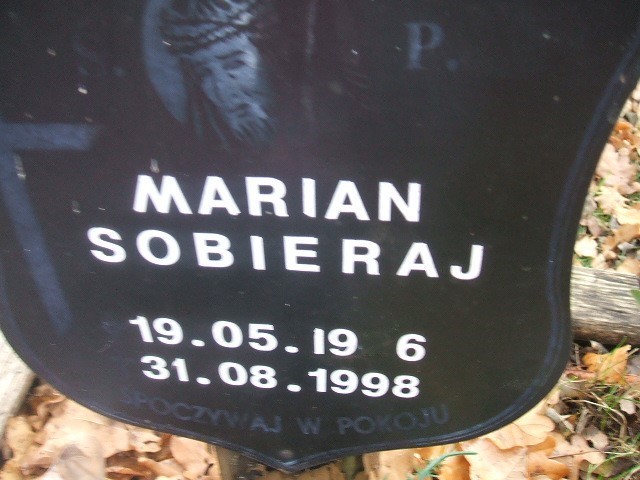 Ś. P.
MARIAN
SOBIERAJ
19.05.19 6
31.08.1998
SPOCZYWAJ W POKOJU